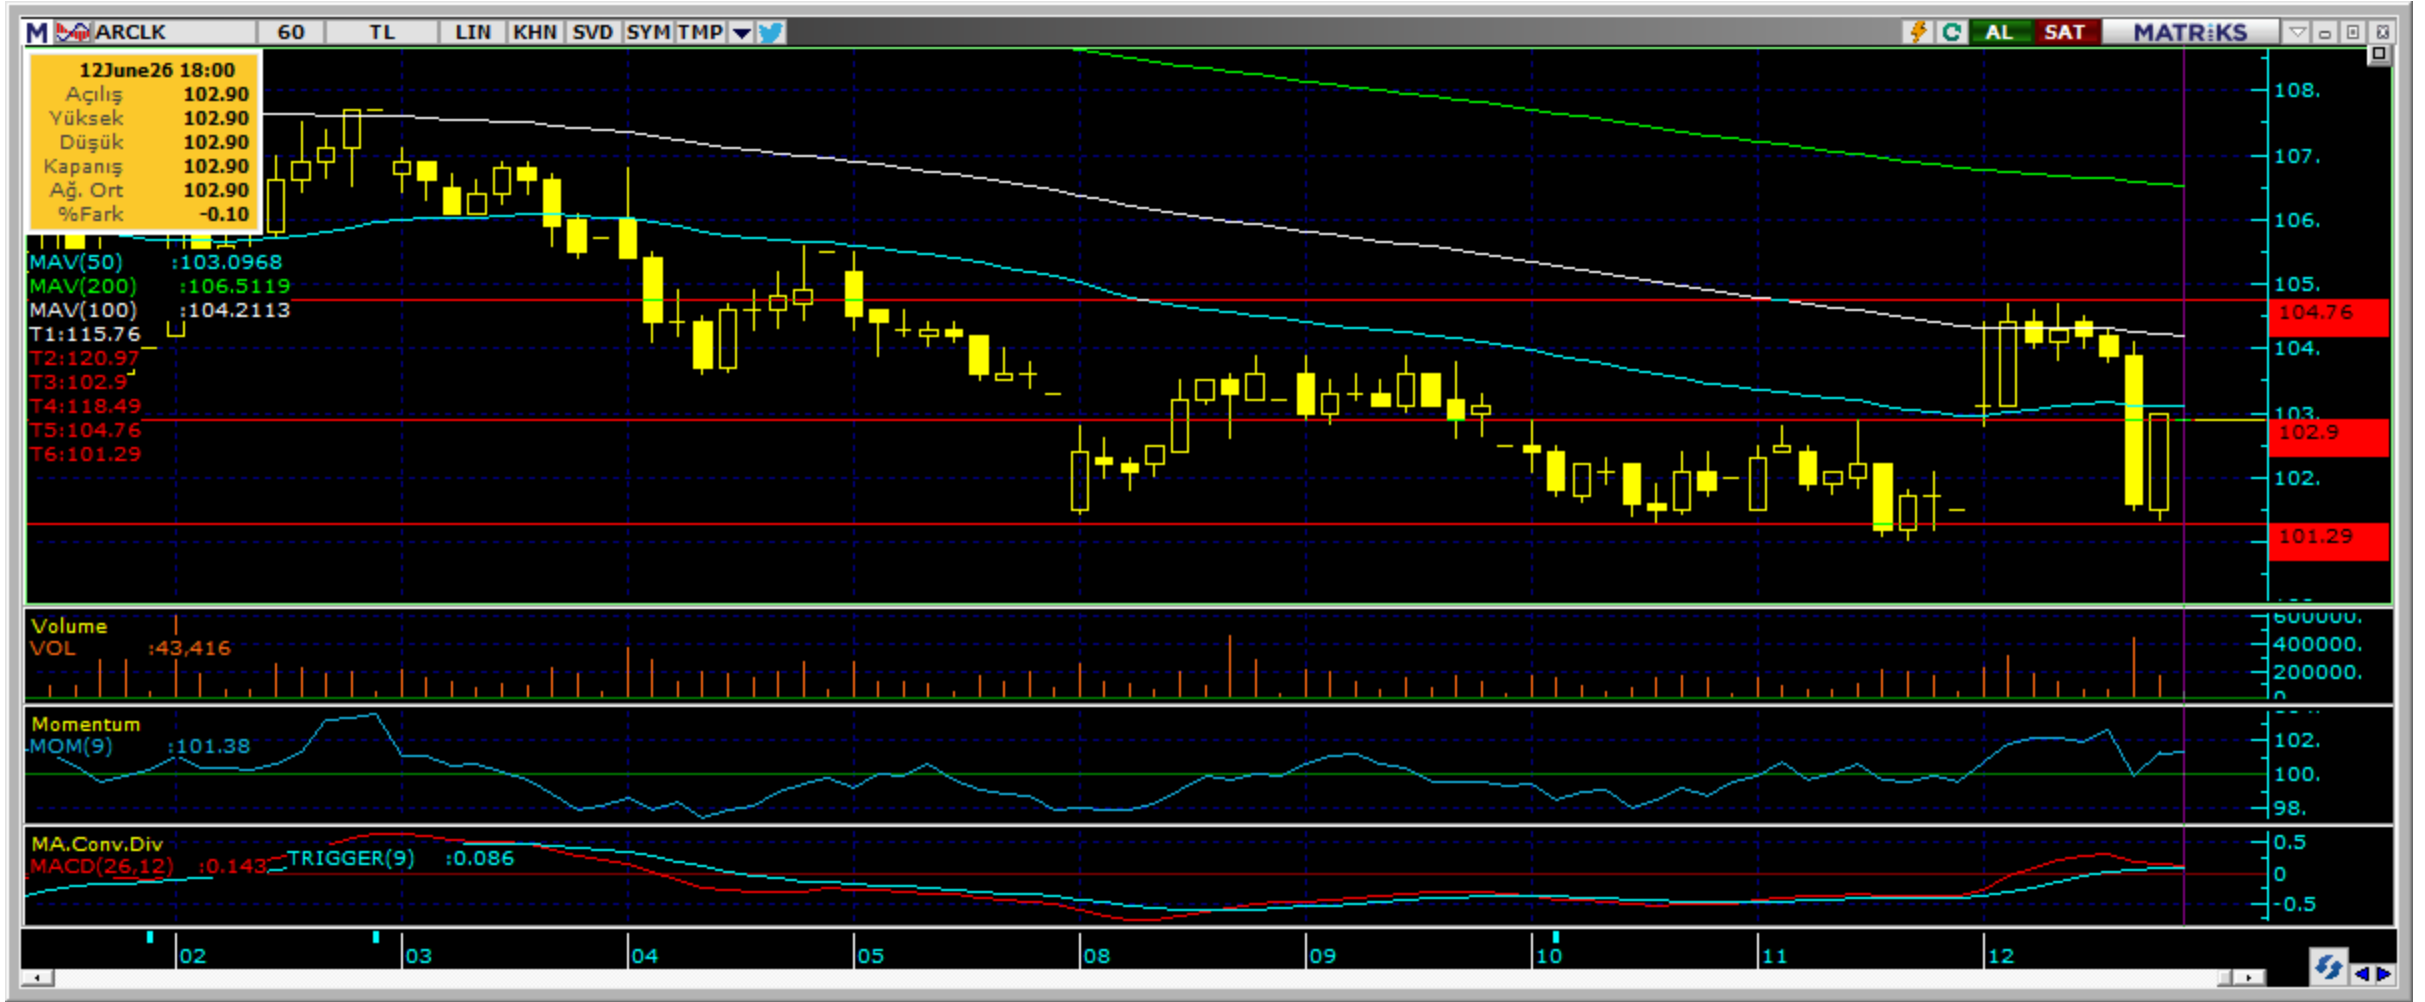 M ARCLK 60 TL LIN KHN SVD SYM TMP AL SAT MATRiKS
12June26 18:00
Açılış 102.90
Yüksek 102.90
Düşük 102.90
Kapanış 102.90
Ağ. Ort 102.90
%Fark -0.10
MAV(50) :103.0968
MAV(200) :106.5119
MAV(100) :104.2113
T1:115.76
T2:120.97
T3:102.9
T4:118.49
T5:104.76
T6:101.29
108.
107.
106.
105.
104.76
104.
103.
102.9
102.
101.29
Volume
VOL :43,416
600000.
400000.
200000.
0
Momentum
MOM(9) :101.38
102.
100.
98.
MA.Conv.Div
MACD(26,12) :0.143 TRIGGER(9) :0.086
0.5
0
-0.5
02 03 04 05 08 09 10 11 12